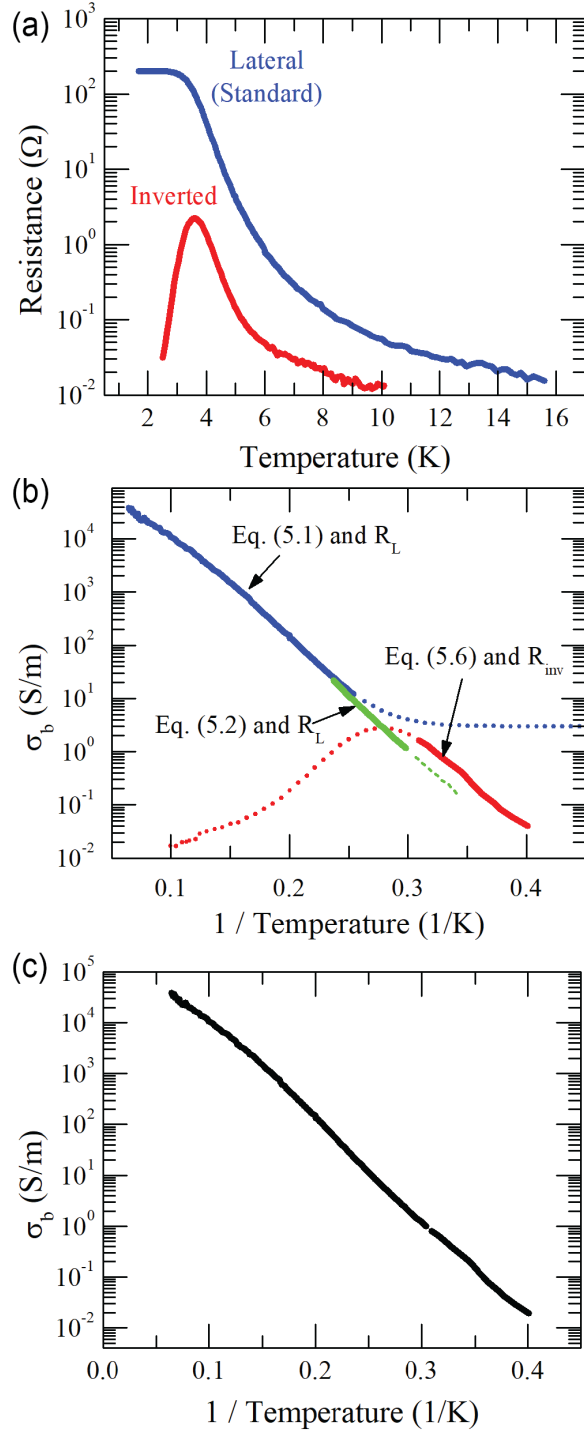 (a)
Resistance (Ω)
10³
10²
10¹
10⁰
10⁻¹
10⁻²
Lateral
(Standard)
Inverted
2 4 6 8 10 12 14 16
Temperature (K)
(b)
σ_b (S/m)
10⁴
10³
10²
10¹
10⁰
10⁻¹
10⁻²
Eq. (5.1) and R_L
Eq. (5.6) and R_inv
Eq. (5.2) and R_L
0.1 0.2 0.3 0.4
1 / Temperature (1/K)
(c)
σ_b (S/m)
10⁵
10⁴
10³
10²
10¹
10⁰
10⁻¹
10⁻²
0.0 0.1 0.2 0.3 0.4
1 / Temperature (1/K)